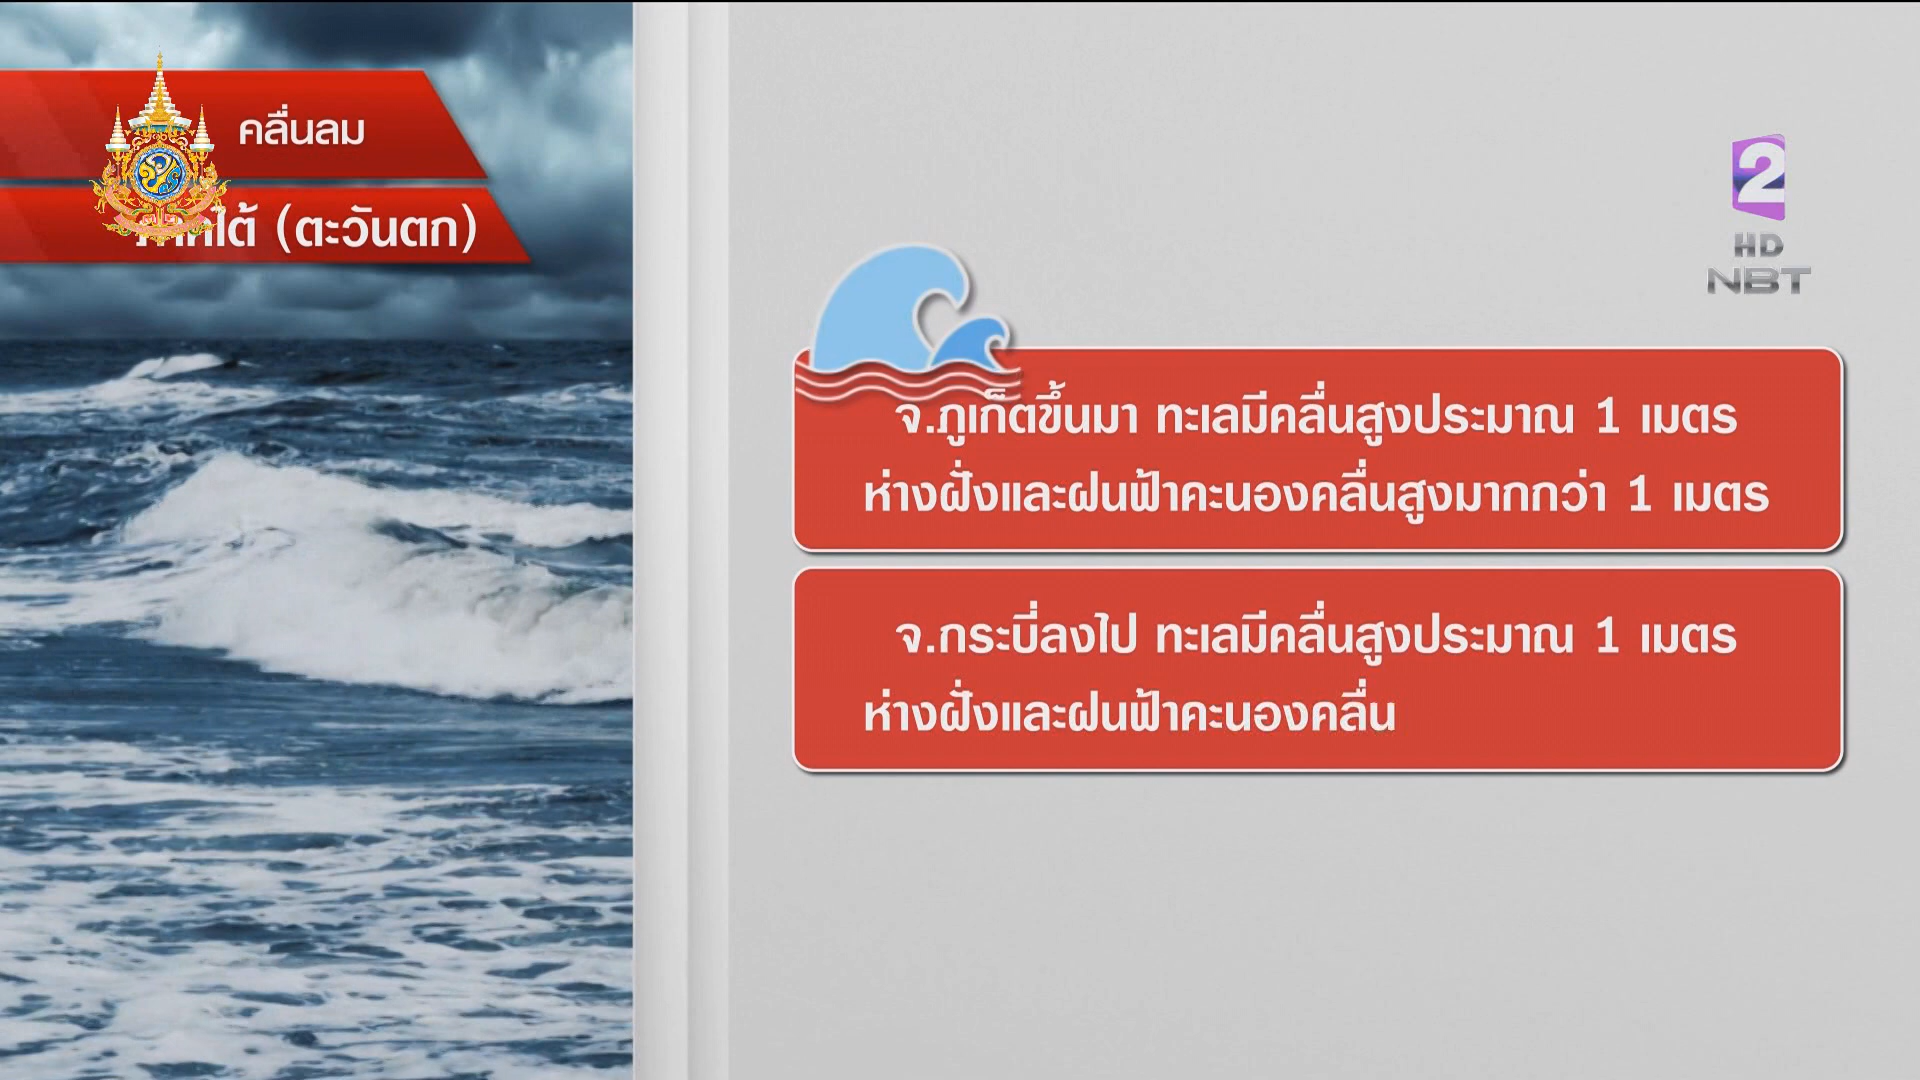 คลื่นลม
ภาคใต้ (ตะวันตก)
2
HD
NBT
จ.ภูเก็ตขึ้นมา ทะเลมีคลื่นสูงประมาณ 1 เมตร
ห่างฝั่งและฝนฟ้าคะนองคลื่นสูงมากกว่า 1 เมตร
จ.กระบี่ลงไป ทะเลมีคลื่นสูงประมาณ 1 เมตร
ห่างฝั่งและฝนฟ้าคะนองคลื่น